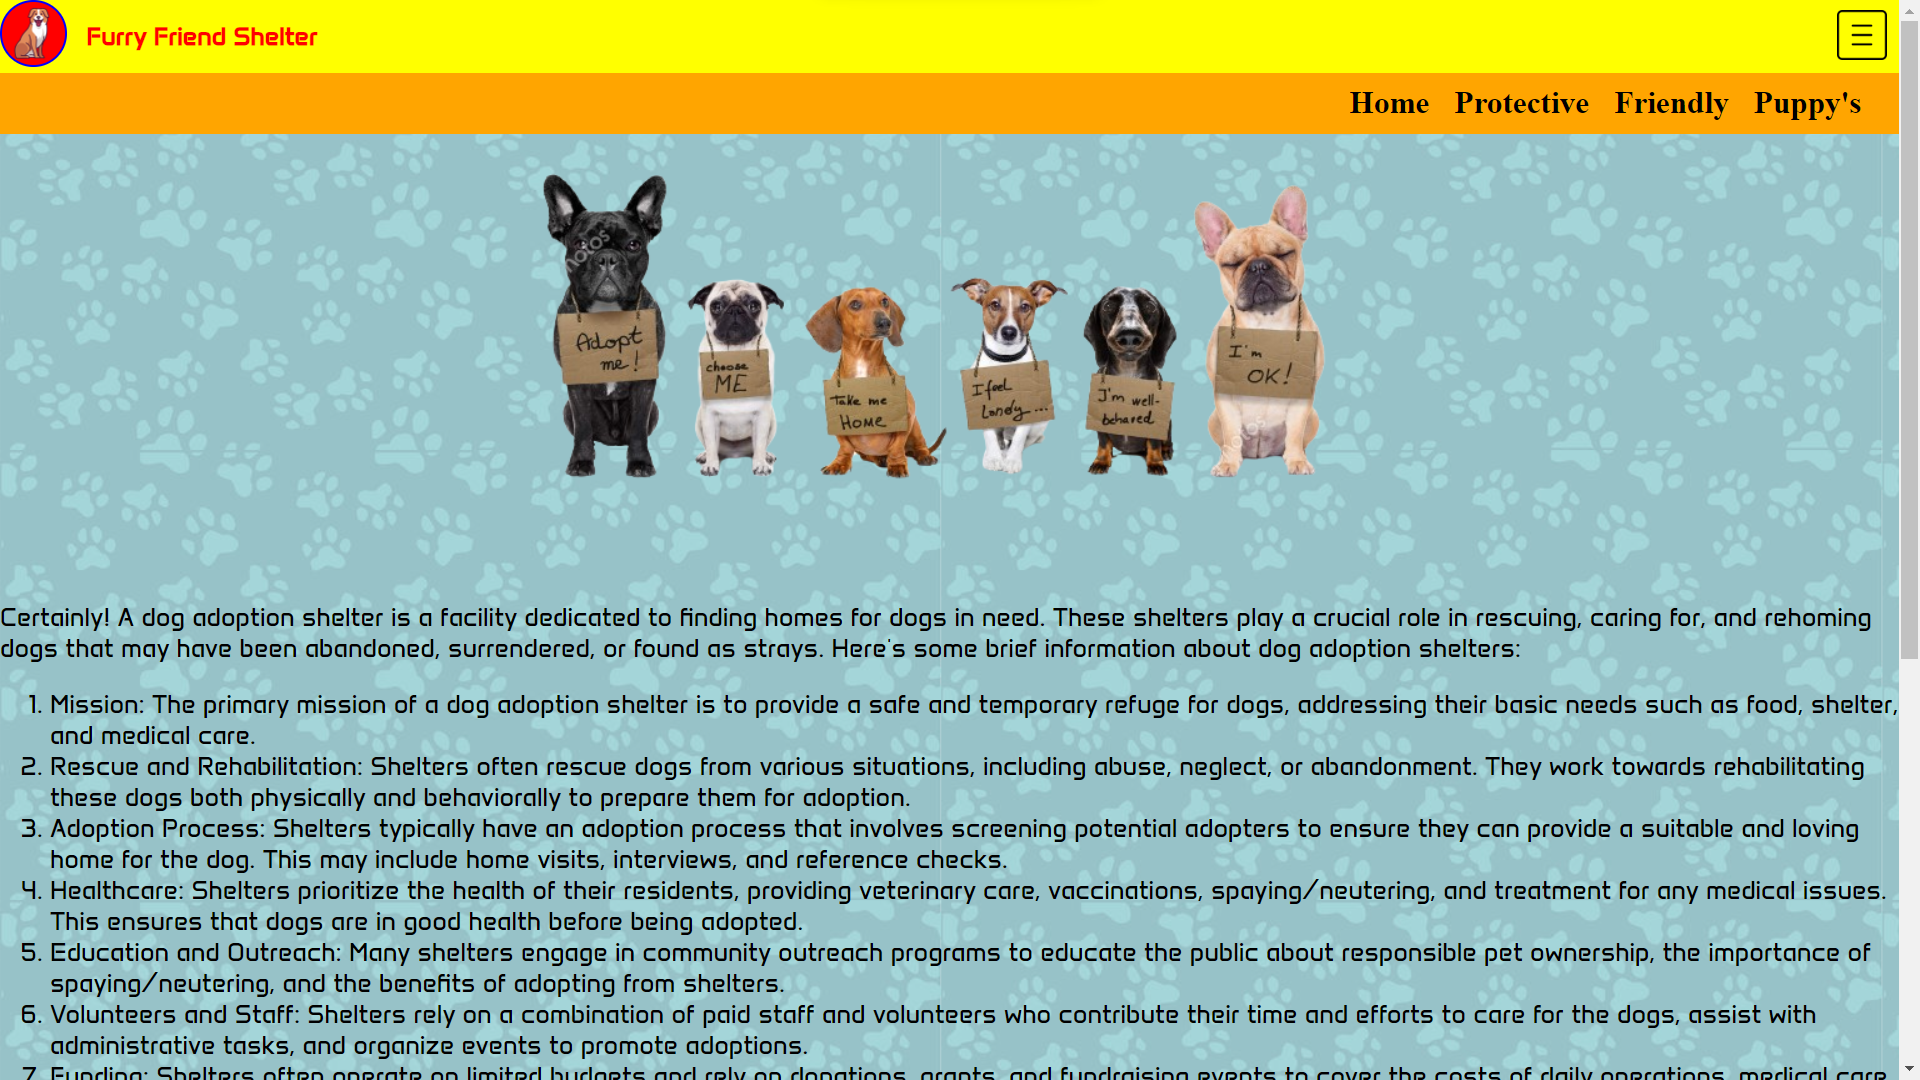 Furry Friend Shelter
Home Protective Friendly Puppy's
Adopt
me!
choose
ME
Take me
HOME
I feel
I'm well-
behaved
I'm
OK!
Certainly! A dog adoption shelter is a facility dedicated to finding homes for dogs in need. These shelters play a crucial role in rescuing, caring for, and rehoming
dogs that may have been abandoned, surrendered, or found as strays. Here's some brief information about dog adoption shelters:
1. Mission: The primary mission of a dog adoption shelter is to provide a safe and temporary refuge for dogs, addressing their basic needs such as food, shelter,
and medical care.
2. Rescue and Rehabilitation: Shelters often rescue dogs from various situations, including abuse, neglect, or abandonment. They work towards rehabilitating
these dogs both physically and behaviorally to prepare them for adoption.
3. Adoption Process: Shelters typically have an adoption process that involves screening potential adopters to ensure they can provide a suitable and loving
home for the dog. This may include home visits, interviews, and reference checks.
4. Healthcare: Shelters prioritize the health of their residents, providing veterinary care, vaccinations, spaying/neutering, and treatment for any medical issues.
This ensures that dogs are in good health before being adopted.
5. Education and Outreach: Many shelters engage in community outreach programs to educate the public about responsible pet ownership, the importance of
spaying/neutering, and the benefits of adopting from shelters.
6. Volunteers and Staff: Shelters rely on a combination of paid staff and volunteers who contribute their time and efforts to care for the dogs, assist with
administrative tasks, and organize events to promote adoptions.
7. Funding: Shelters often operate on limited budgets and rely on donations, grants, and fundraising events to cover the costs of daily operations, medical care,